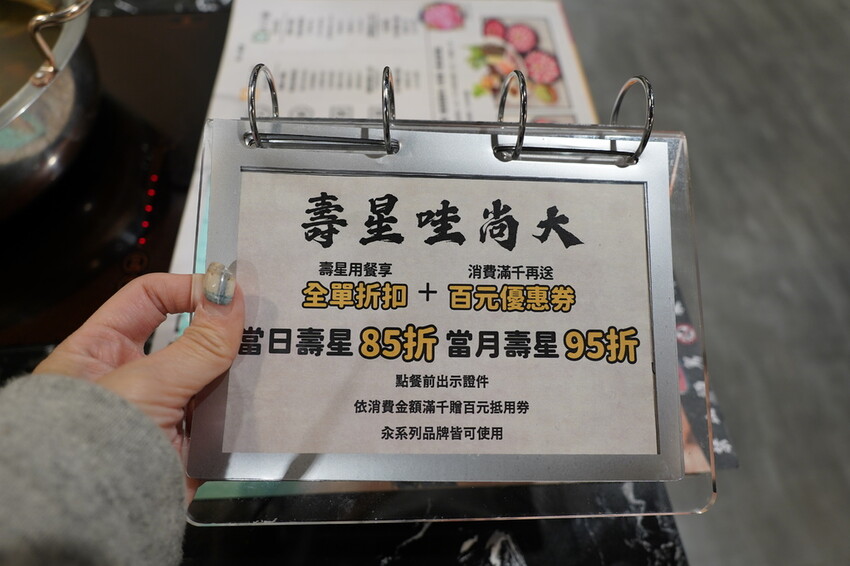 壽星哇尚大
壽星用餐享 消費滿千再送
全單折扣 + 百元優惠券
當日壽星 85折 當月壽星 95折
點餐前出示證件
依消費金額滿千贈百元抵用券
汆系列品牌皆可使用